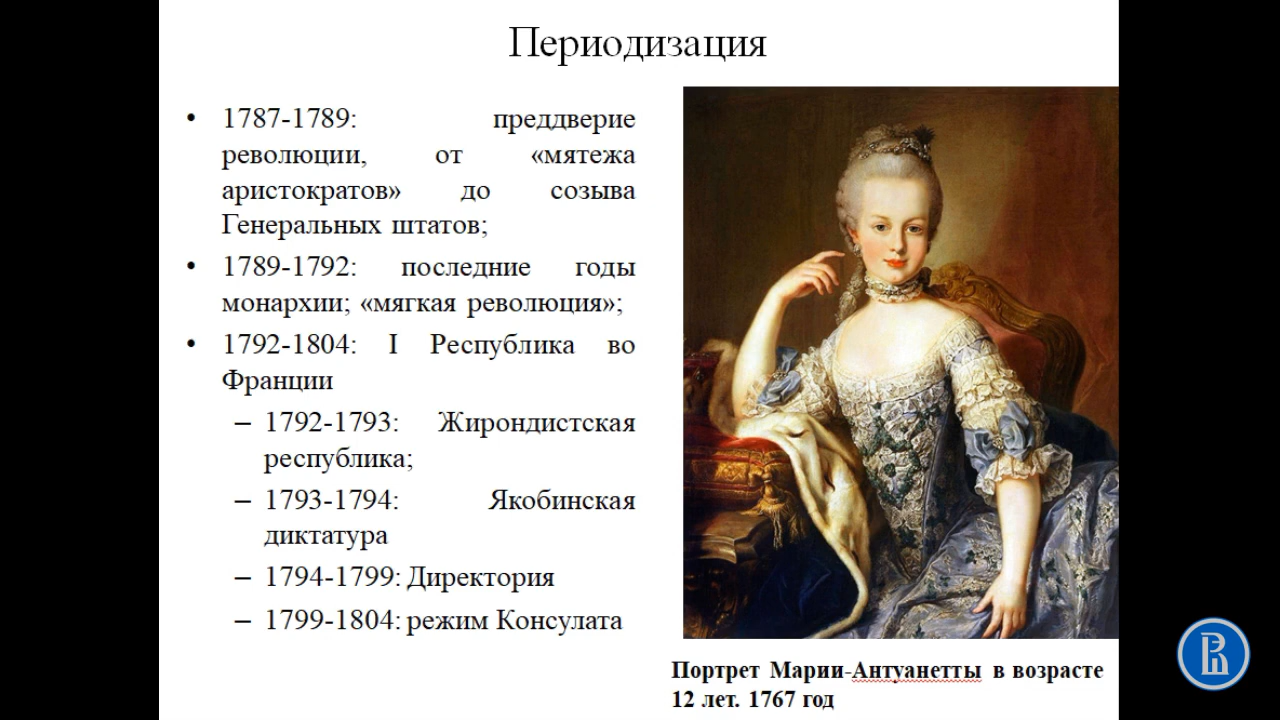 Периодизация
• 1787-1789: преддверие
революции, от «мятежа
аристократов» до созыва
Генеральных штатов;
• 1789-1792: последние годы
монархии; «мягкая революция»;
• 1792-1804: I Республика во
Франции
– 1792-1793: Жирондистская
республика;
– 1793-1794: Якобинская
диктатура
– 1794-1799: Директория
– 1799-1804: режим Консулата
Портрет Марии-Антуанетты в возрасте
12 лет. 1767 год
ВШЭ